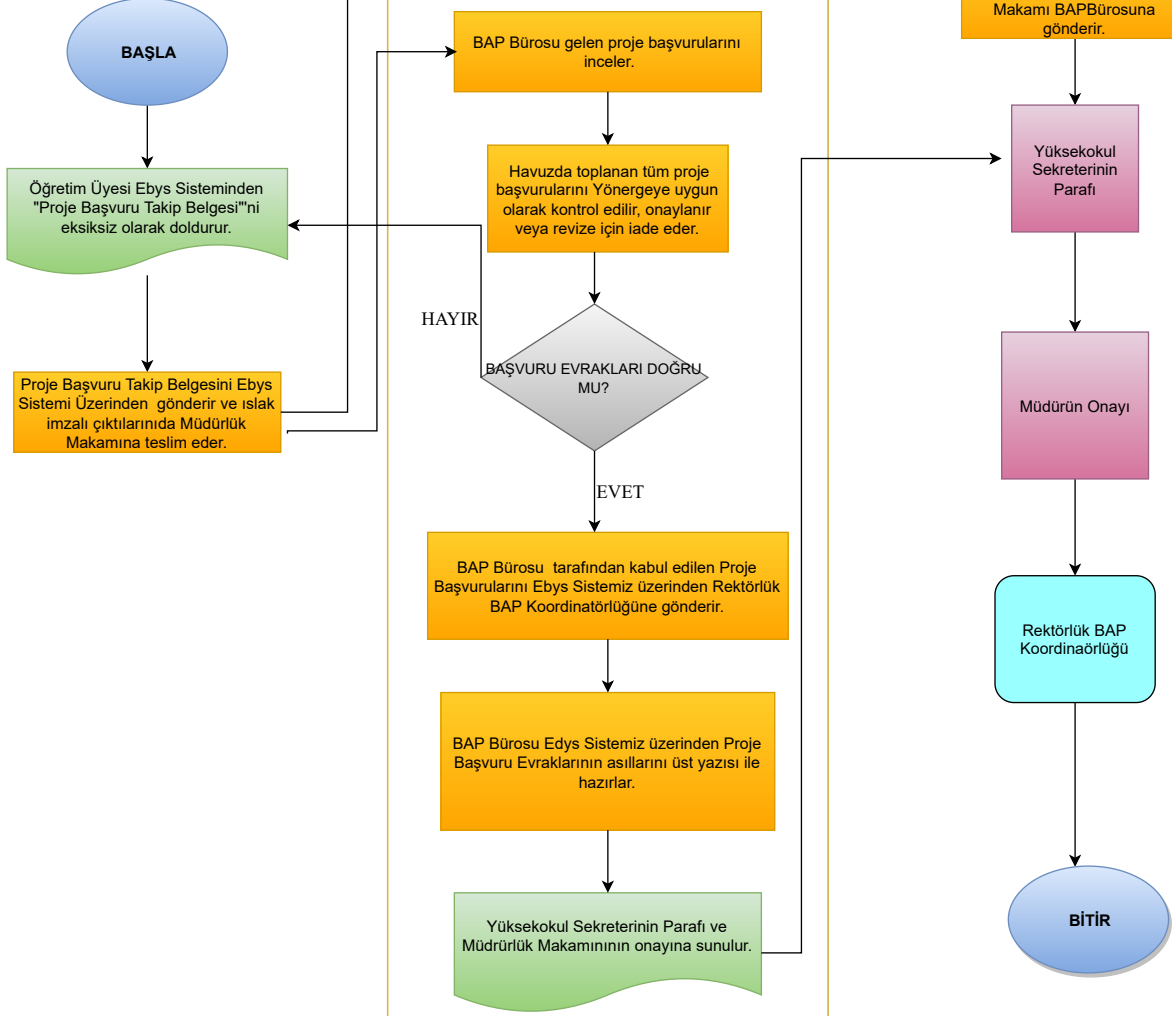 BAŞLA
Öğretim Üyesi Ebys Sisteminden
"Proje Başvuru Takip Belgesi"'ni
eksiksiz olarak doldurur.
Proje Başvuru Takip Belgesini Ebys
Sistemi Üzerinden gönderir ve ıslak
imzalı çıktılarınıda Müdürlük
Makamına teslim eder.
BAP Bürosu gelen proje başvurularını
inceler.
Havuzda toplanan tüm proje
başvurularını Yönergeye uygun
olarak kontrol edilir, onaylanır
veya revize için iade eder.
HAYIR
BAŞVURU EVRAKLARI DOĞRU
MU?
EVET
BAP Bürosu tarafından kabul edilen Proje
Başvurularını Ebys Sistemiz üzerinden Rektörlük
BAP Koordinatörlüğüne gönderir.
BAP Bürosu Edys Sistemiz üzerinden Proje
Başvuru Evraklarının asıllarını üst yazısı ile
hazırlar.
Yüksekokul Sekreterinin Parafı ve
Müdrürlük Makamınının onayına sunulur.
Makamı BAPBürosuna
gönderir.
Yüksekokul
Sekreterinin
Parafı
Müdürün Onayı
Rektörlük BAP
Koordinaörlüğü
BİTİR